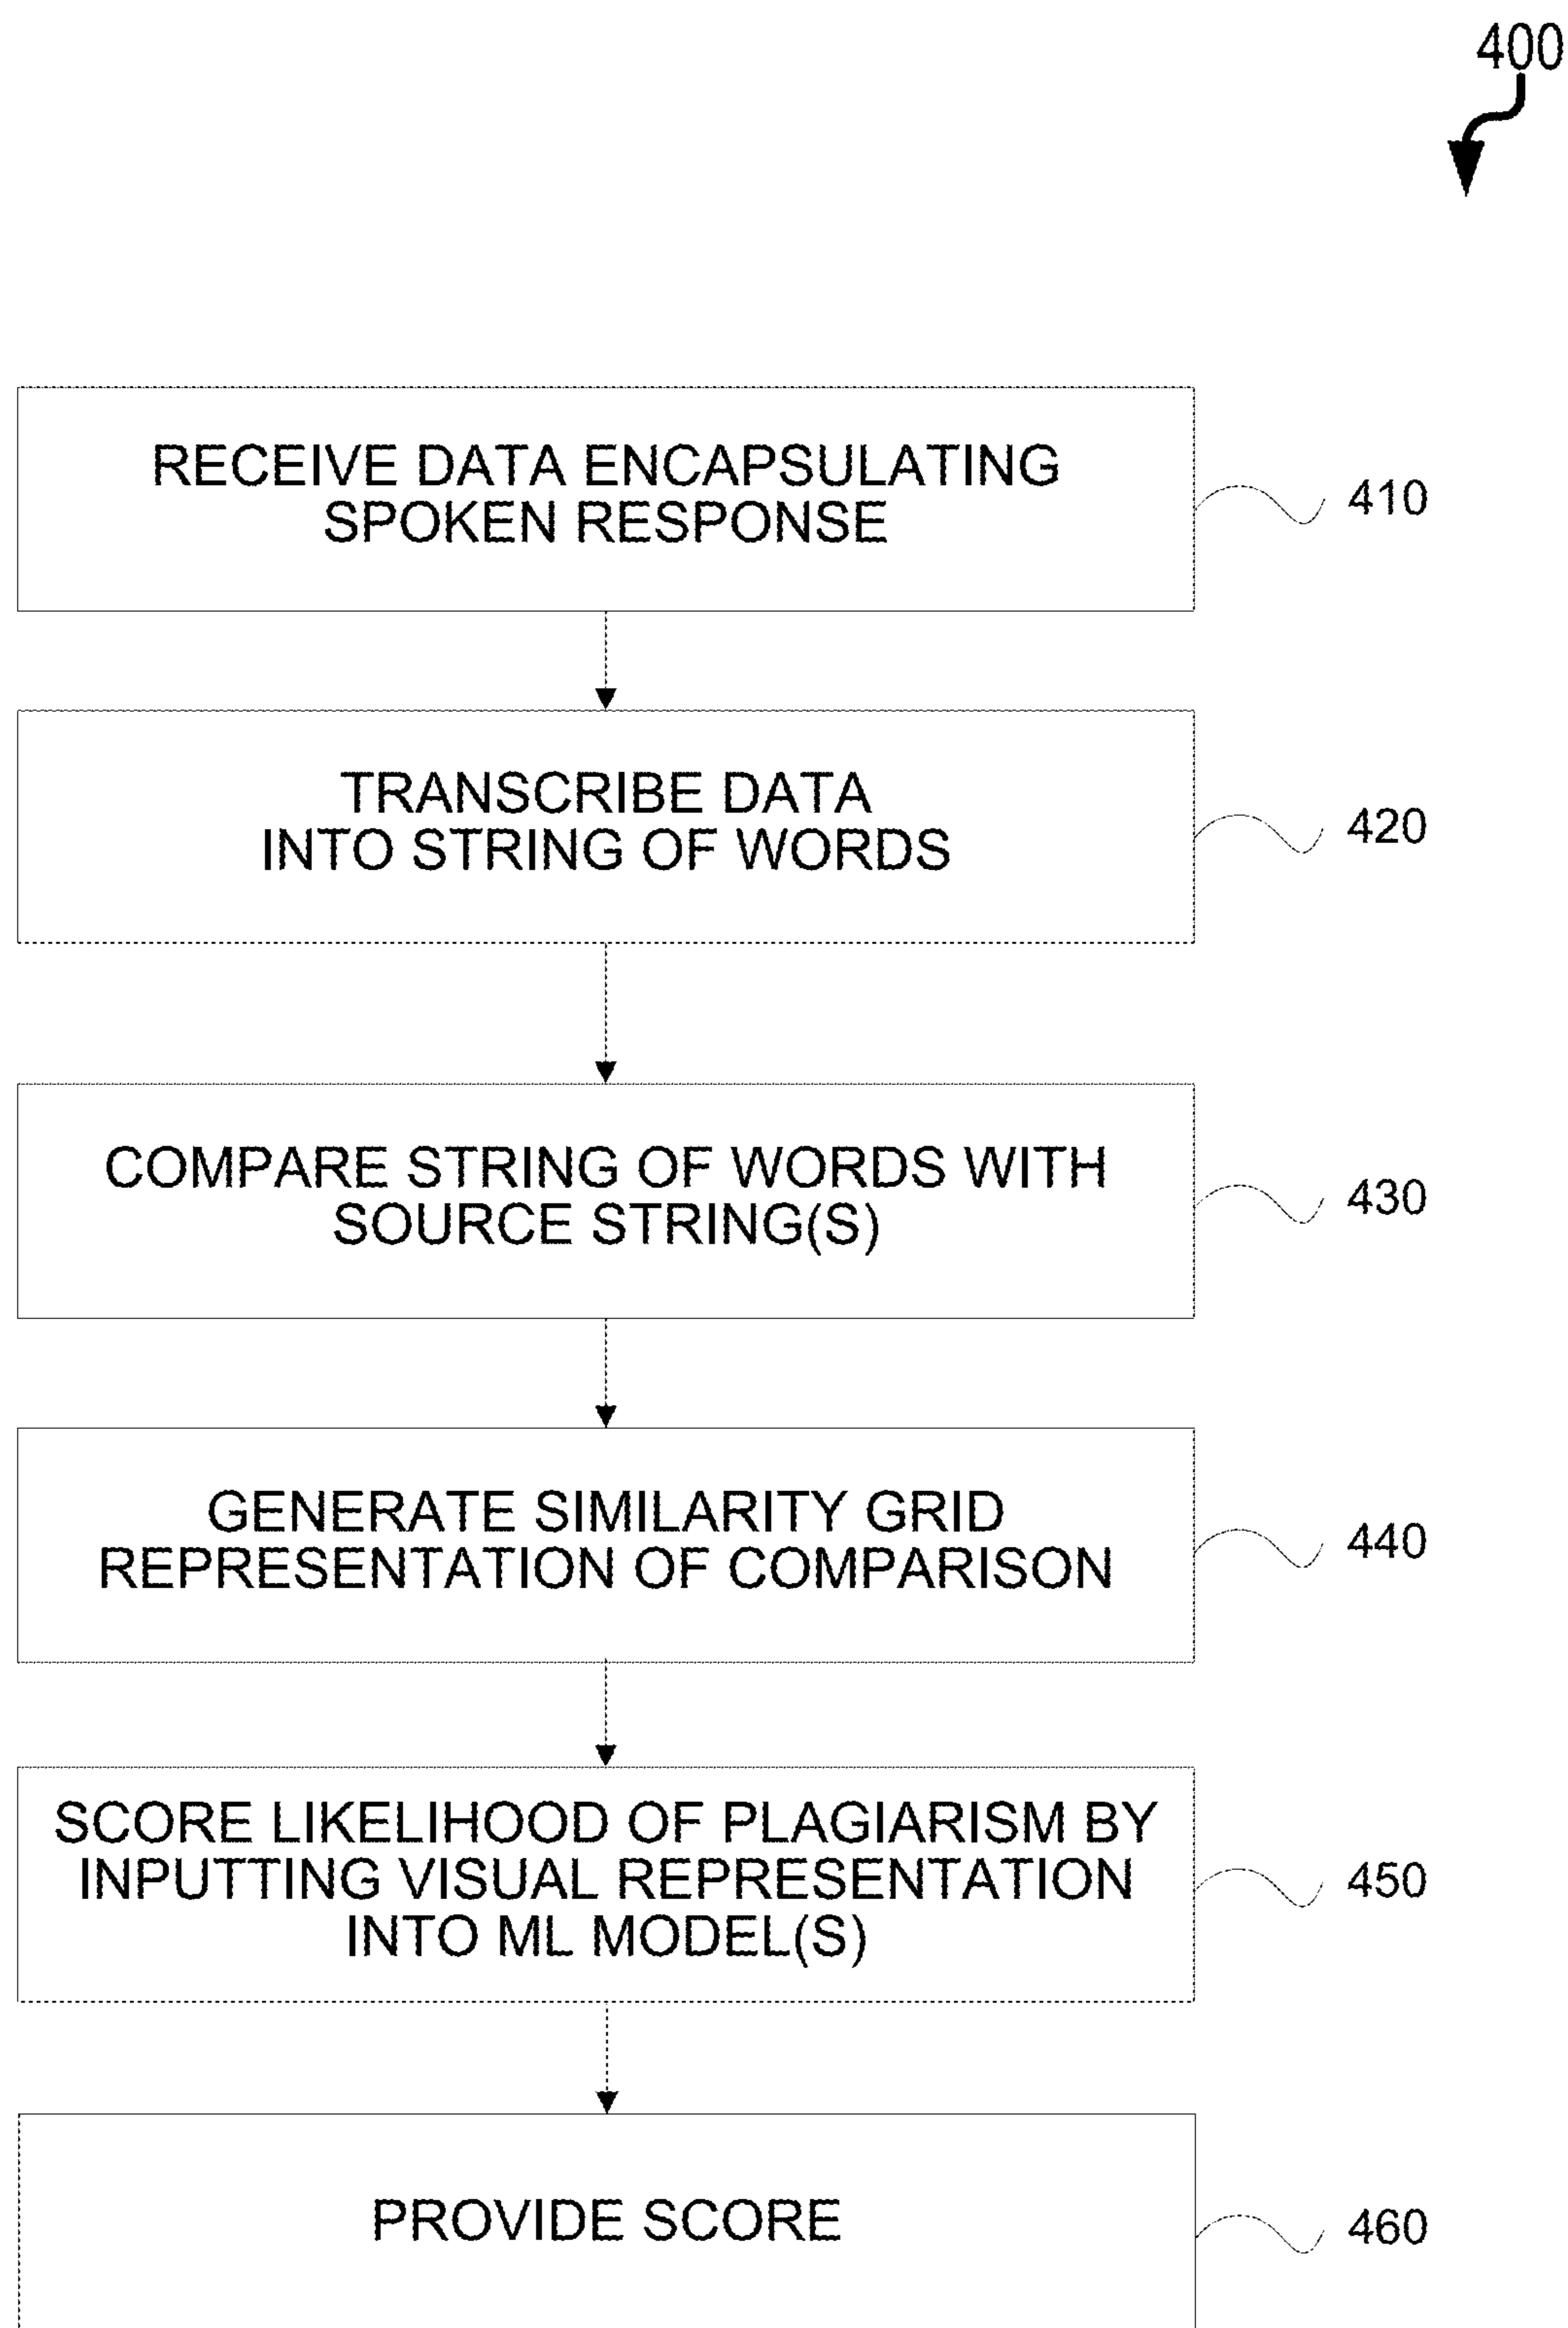 400
RECEIVE DATA ENCAPSULATING
SPOKEN RESPONSE
410
TRANSCRIBE DATA
INTO STRING OF WORDS
420
COMPARE STRING OF WORDS WITH
SOURCE STRING(S)
430
GENERATE SIMILARITY GRID
REPRESENTATION OF COMPARISON
440
SCORE LIKELIHOOD OF PLAGIARISM BY
INPUTTING VISUAL REPRESENTATION
INTO ML MODEL(S)
450
PROVIDE SCORE
460